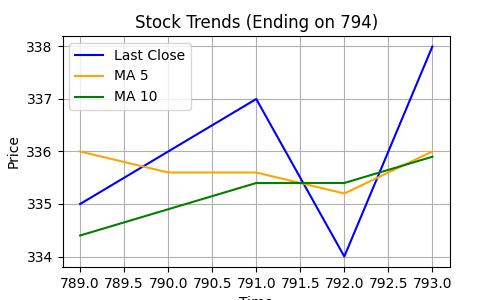 Stock Trends (Ending on 794)
338
337
336
335
334
Price
Last Close
MA 5
MA 10
789.0 789.5 790.0 790.5 791.0 791.5 792.0 792.5 793.0
Time